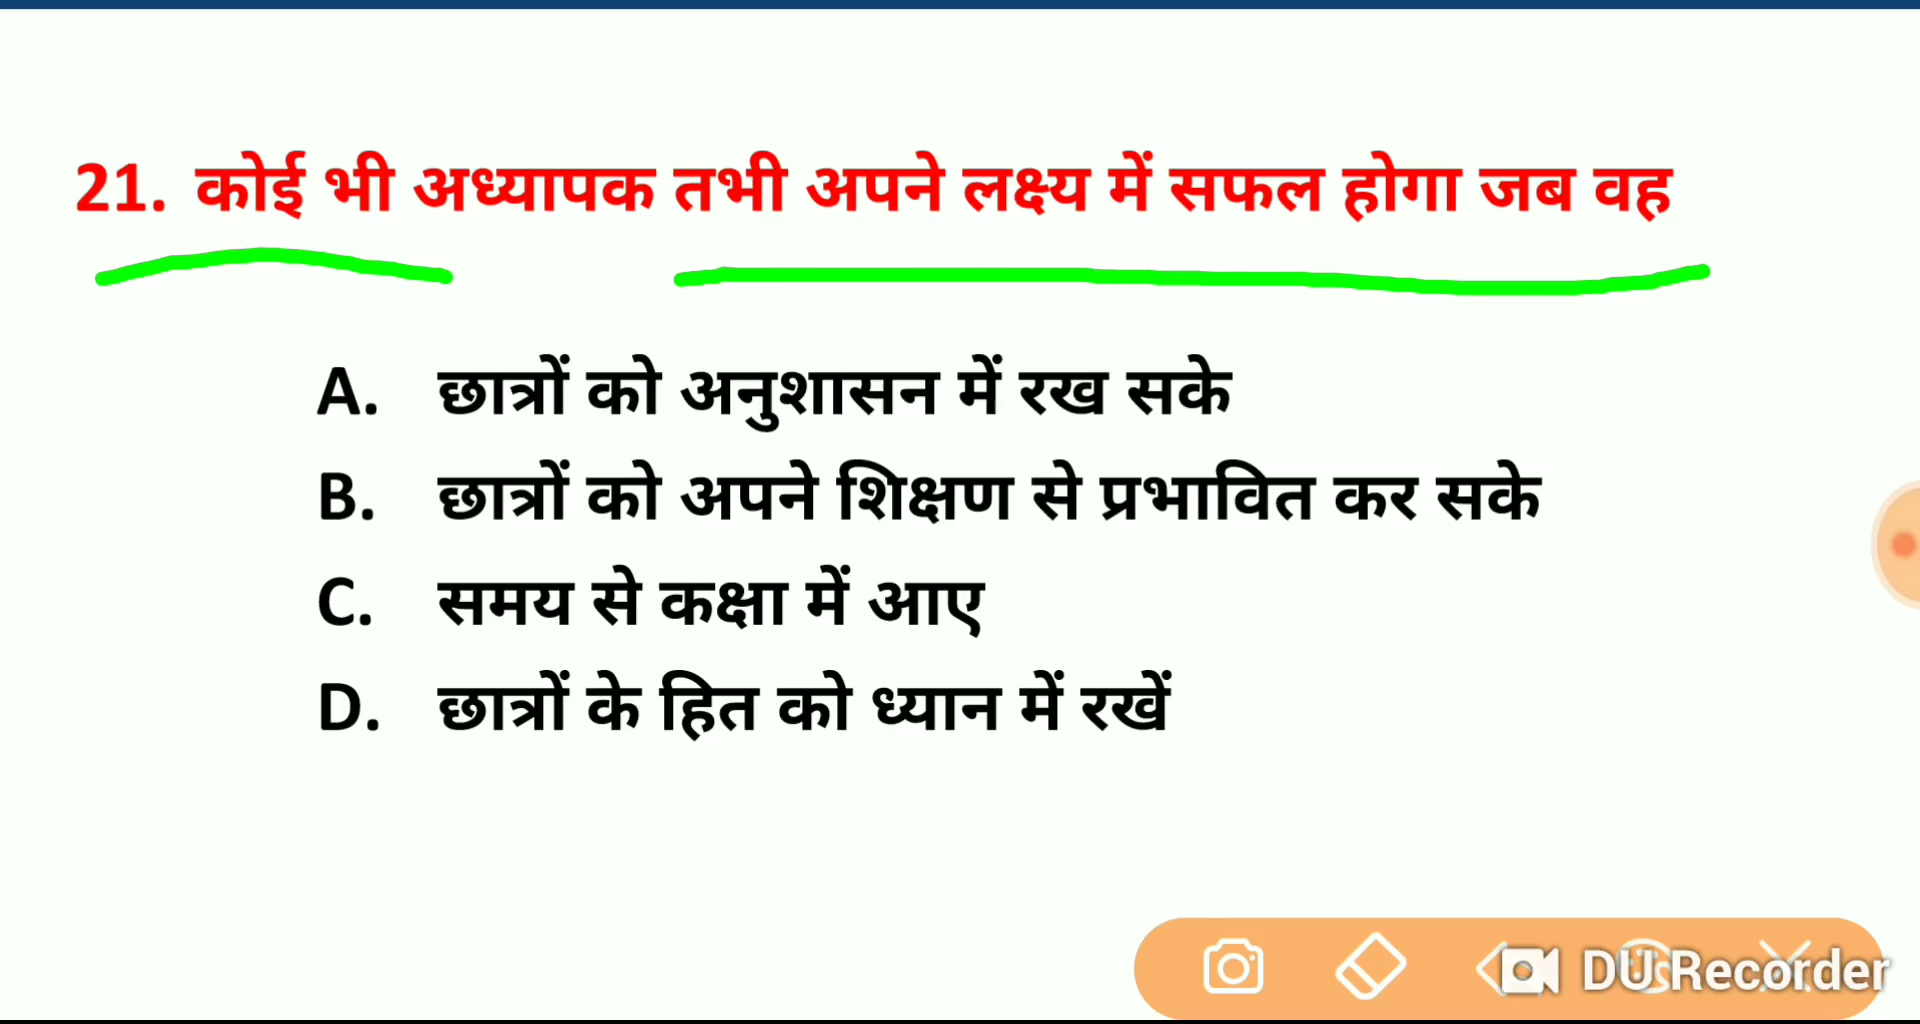 21. कोई भी अध्यापक तभी अपने लक्ष्य में सफल होगा जब वह
A. छात्रों को अनुशासन में रख सके
B. छात्रों को अपने शिक्षण से प्रभावित कर सके
C. समय से कक्षा में आए
D. छात्रों के हित को ध्यान में रखें
DU Recorder